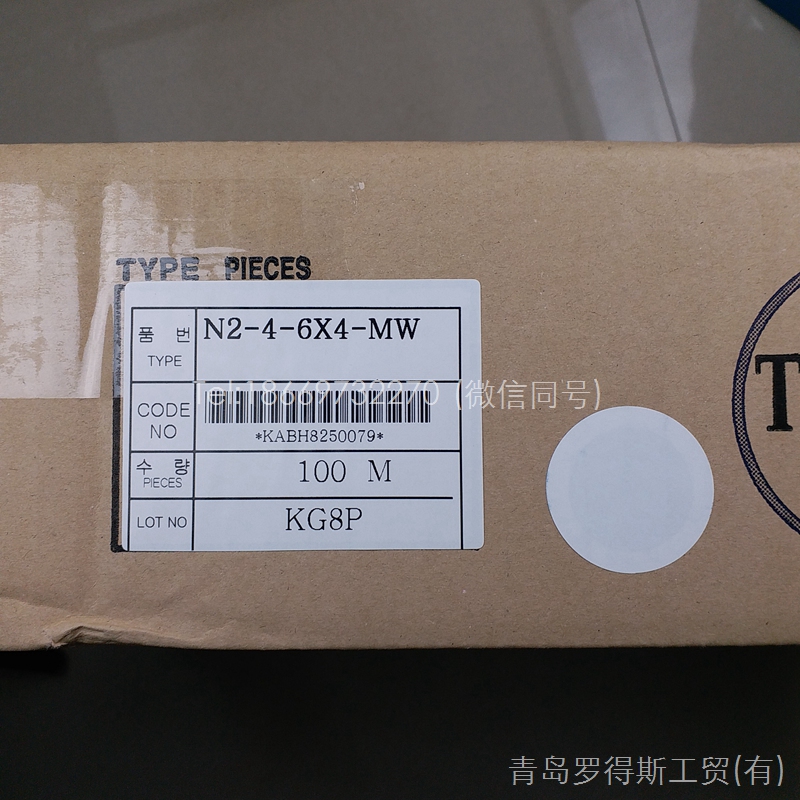 TYPE PIECES
품 번 N2-4-6X4-MW
TYPE
Tel:18669732270 (微信同号)
CODE NO
*KABH8250079*
수 량 100 M
PIECES
LOT NO KG8P
T
青岛罗得斯工贸(有)